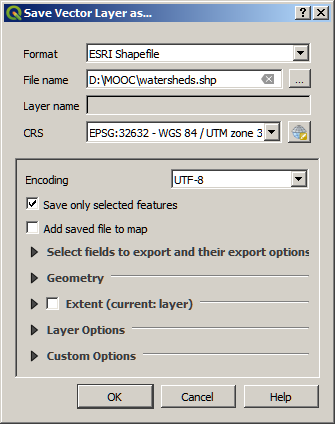 Save Vector Layer as...
Format ESRI Shapefile
File name D:\MOOC\watersheds.shp ...
Layer name
CRS EPSG:32632 - WGS 84 / UTM zone 3
Encoding UTF-8
Save only selected features
Add saved file to map
Select fields to export and their export options
Geometry
Extent (current: layer)
Layer Options
Custom Options
OK Cancel Help